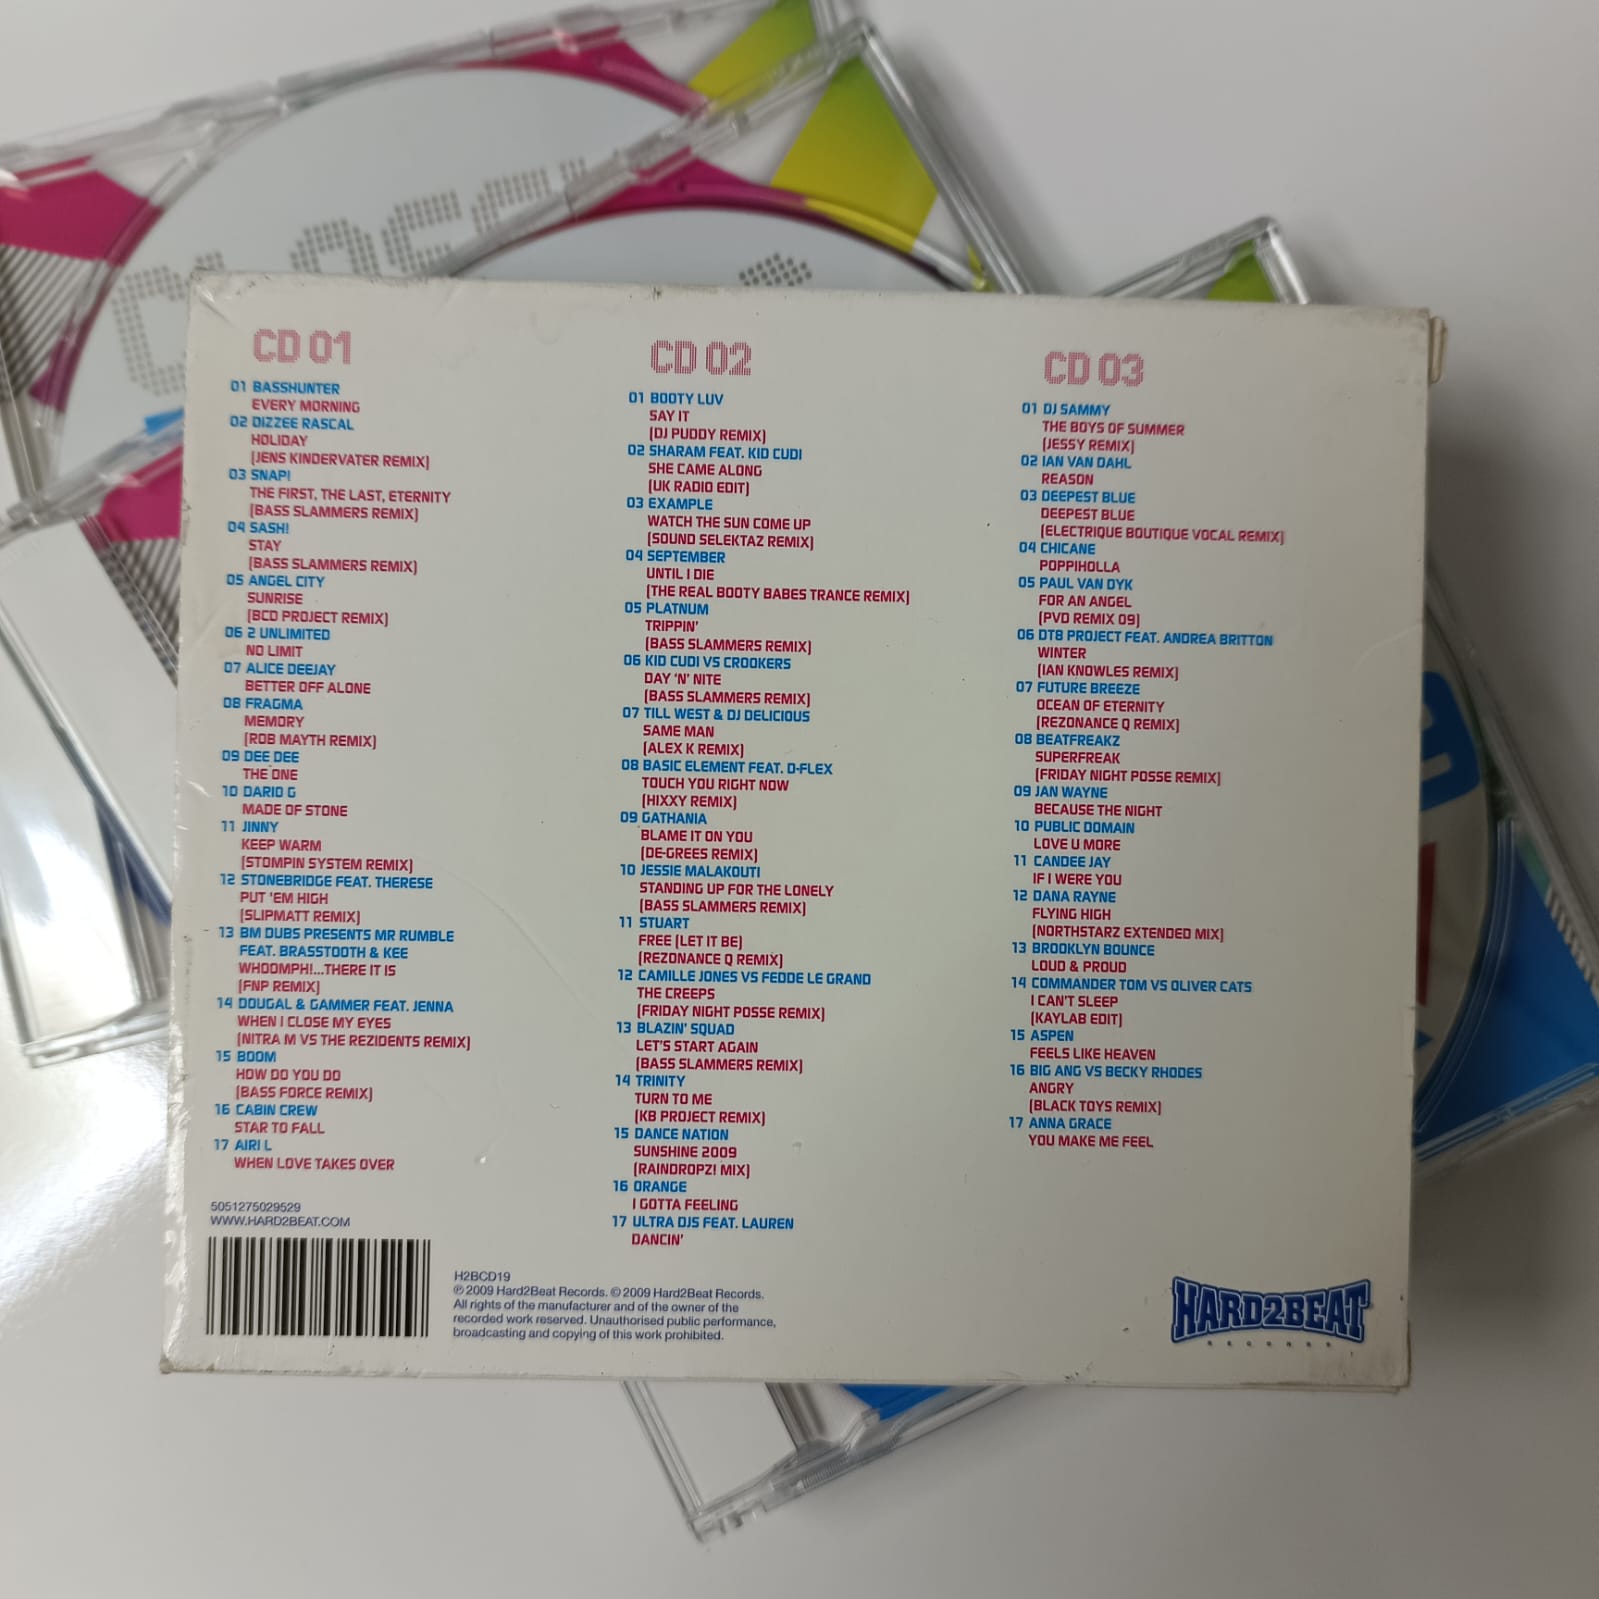 CD 01
01 BASSHUNTER
EVERY MORNING
02 DIZZEE RASCAL
HOLIDAY
(JENS KINDERVATER REMIX)
03 SNAP!
THE FIRST, THE LAST, ETERNITY
(BASS SLAMMERS REMIX)
04 SASH!
STAY
(BASS SLAMMERS REMIX)
05 ANGEL CITY
SUNRISE
(BCD PROJECT REMIX)
06 2 UNLIMITED
NO LIMIT
07 ALICE DEEJAY
BETTER OFF ALONE
08 FRAGMA
MEMORY
(ROB MAYTH REMIX)
09 DEE DEE
THE ONE
10 DARIO G
MADE OF STONE
11 JINNY
KEEP WARM
(STOMPIN SYSTEM REMIX)
12 STONEBRIDGE FEAT. THERESE
PUT 'EM HIGH
(SLIPMATT REMIX)
13 BM DUBS PRESENTS MR RUMBLE
FEAT. BRASSTOOTH & KEE
WHOOMPH!...THERE IT IS
(FNP REMIX)
14 DOUGAL & GAMMER FEAT. JENNA
WHEN I CLOSE MY EYES
(NITRA M VS THE REZIDENTS REMIX)
15 BOOM
HOW DO YOU DO
(BASS FORCE REMIX)
16 CABIN CREW
STAR TO FALL
17 AIRI L
WHEN LOVE TAKES OVER
CD 02
01 BOOTY LUV
SAY IT
(DJ PUDDY REMIX)
02 SHARAM FEAT. KID CUDI
SHE CAME ALONG
(UK RADIO EDIT)
03 EXAMPLE
WATCH THE SUN COME UP
(SOUND SELEKTAZ REMIX)
04 SEPTEMBER
UNTIL I DIE
(THE REAL BOOTY BABES TRANCE REMIX)
05 PLATNUM
TRIPPIN'
(BASS SLAMMERS REMIX)
06 KID CUDI VS CROOKERS
DAY 'N' NITE
(BASS SLAMMERS REMIX)
07 TILL WEST & DJ DELICIOUS
SAME MAN
(ALEX K REMIX)
08 BASIC ELEMENT FEAT. D-FLEX
TOUCH YOU RIGHT NOW
(HIXXY REMIX)
09 GATHANIA
BLAME IT ON YOU
(DE-GREES REMIX)
10 JESSIE MALAKOUTI
STANDING UP FOR THE LONELY
(BASS SLAMMERS REMIX)
11 STUART
FREE (LET IT BE)
(REZONANCE Q REMIX)
12 CAMILLE JONES VS FEDDE LE GRAND
THE CREEPS
(FRIDAY NIGHT POSSE REMIX)
13 BLAZIN' SQUAD
LET'S START AGAIN
(BASS SLAMMERS REMIX)
14 TRINITY
TURN TO ME
(KB PROJECT REMIX)
15 DANCE NATION
SUNSHINE 2009
(RAINDROPZ! MIX)
16 ORANGE
I GOTTA FEELING
17 ULTRA DJS FEAT. LAUREN
DANCIN'
CD 03
01 DJ SAMMY
THE BOYS OF SUMMER
(JESSY REMIX)
02 IAN VAN DAHL
REASON
03 DEEPEST BLUE
DEEPEST BLUE
(ELECTRIQUE BOUTIQUE VOCAL REMIX)
04 CHICANE
POPPIHOLLA
05 PAUL VAN DYK
FOR AN ANGEL
(PVD REMIX 09)
06 DT8 PROJECT FEAT. ANDREA BRITTON
WINTER
(IAN KNOWLES REMIX)
07 FUTURE BREEZE
OCEAN OF ETERNITY
(REZONANCE Q REMIX)
08 BEATFREAKZ
SUPERFREAK
(FRIDAY NIGHT POSSE REMIX)
09 JAN WAYNE
BECAUSE THE NIGHT
10 PUBLIC DOMAIN
LOVE U MORE
11 CANDEE JAY
IF I WERE YOU
12 DANA RAYNE
FLYING HIGH
(NORTHSTARZ EXTENDED MIX)
13 BROOKLYN BOUNCE
LOUD & PROUD
14 COMMANDER TOM VS OLIVER CATS
I CAN'T SLEEP
(KAYLAB EDIT)
15 ASPEN
FEELS LIKE HEAVEN
16 BIG ANG VS BECKY RHODES
ANGRY
(BLACK TOYS REMIX)
17 ANNA GRACE
YOU MAKE ME FEEL
5051275029529
WWW.HARD2BEAT.COM
H2BCD19
℗ 2009 Hard2Beat Records. © 2009 Hard2Beat Records.
All rights of the manufacturer and of the owner of the
recorded work reserved. Unauthorised public performance,
broadcasting and copying of this work prohibited.
HARD2BEAT
RECORDS